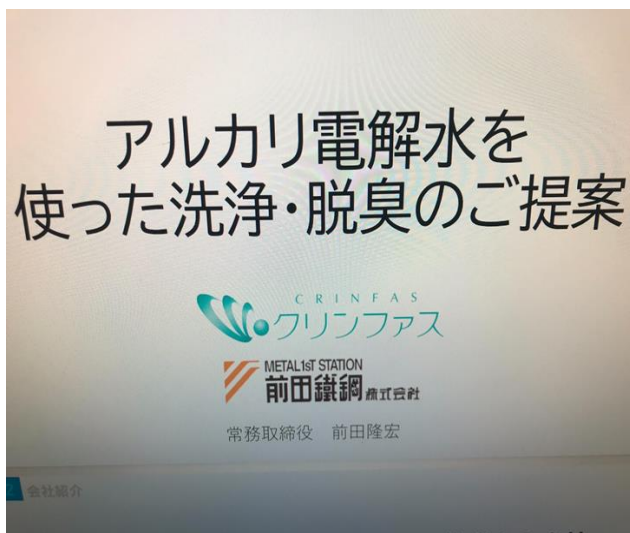 アルカリ電解水を
使った洗浄・脱臭のご提案
CRINFAS
クリンファス
METAL1sT STATION
前田鐵鋼株式会社
常務取締役 前田隆宏
2 会社紹介